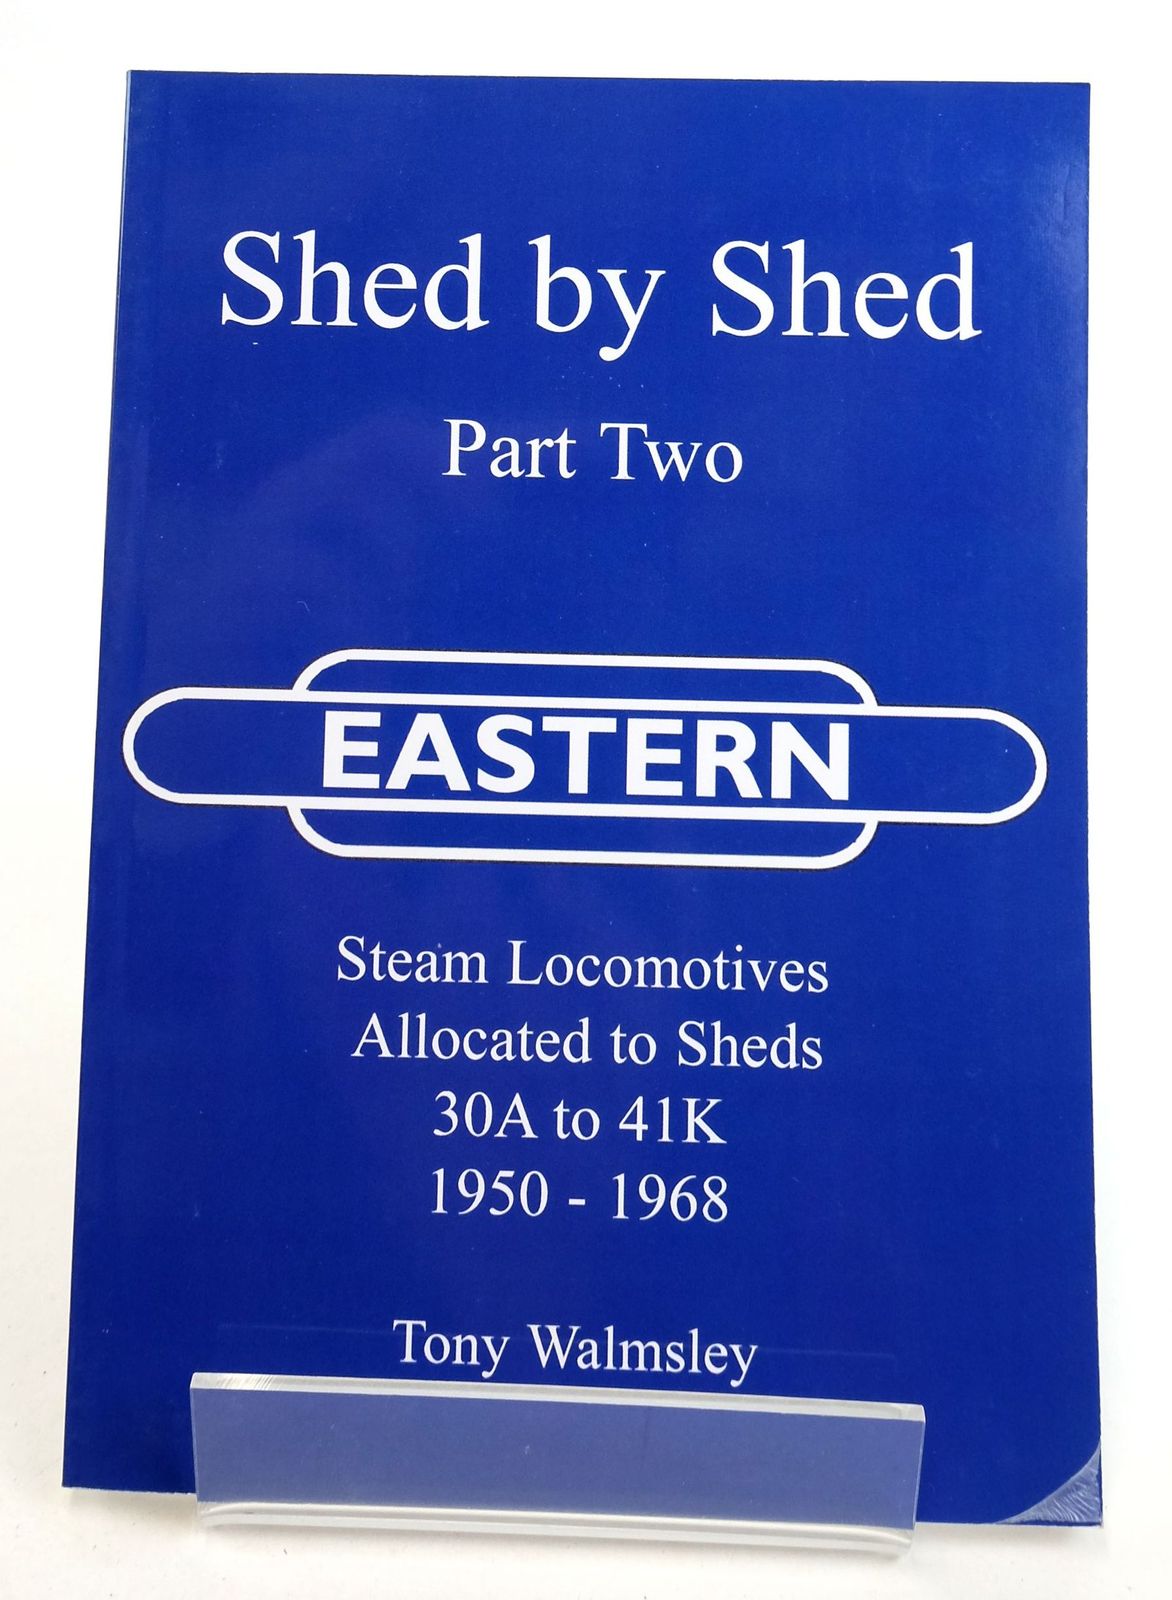 Shed by Shed
Part Two
EASTERN
Steam Locomotives
Allocated to Sheds
30A to 41K
1950 - 1968
Tony Walmsley